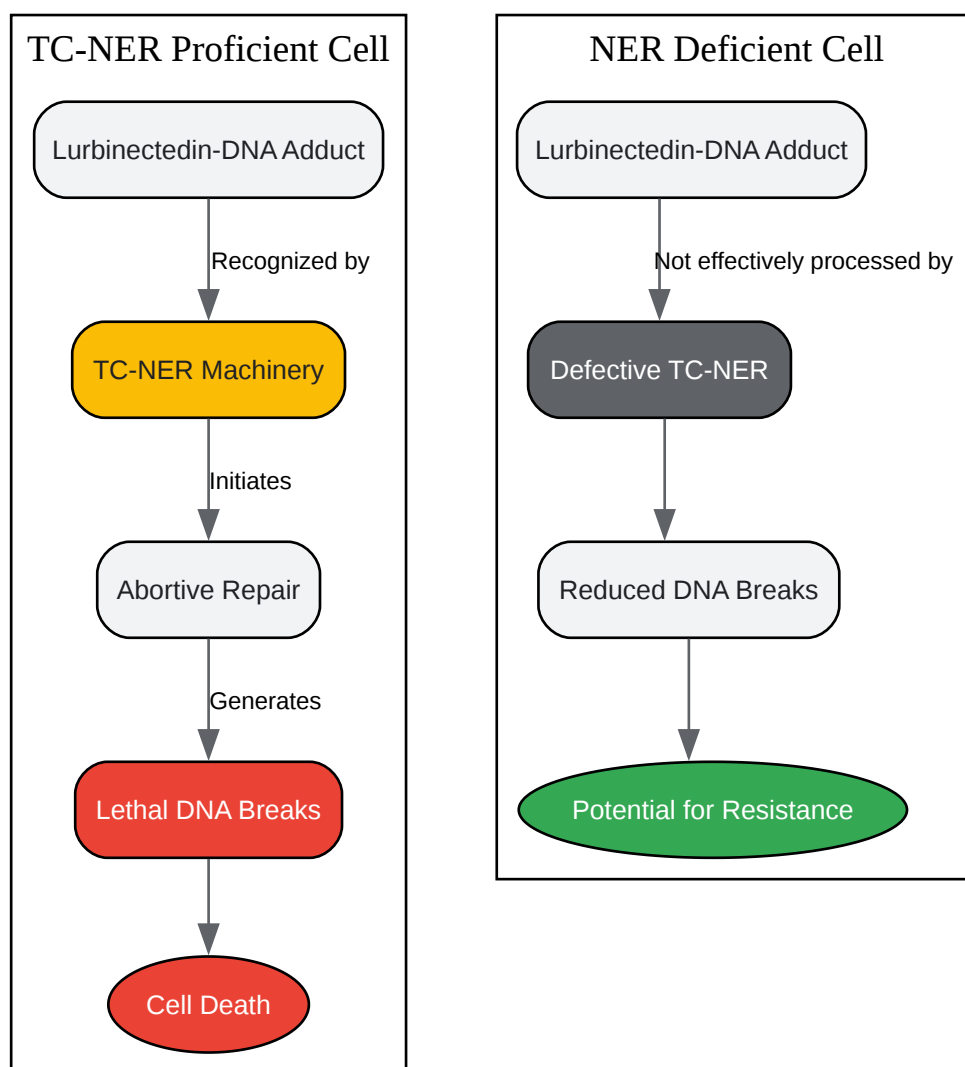 TC-NER Proficient Cell
Lurbinectedin-DNA Adduct
Recognized by
TC-NER Machinery
Initiates
Abortive Repair
Generates
Lethal DNA Breaks
Cell Death
NER Deficient Cell
Lurbinectedin-DNA Adduct
Not effectively processed by
Defective TC-NER
Reduced DNA Breaks
Potential for Resistance